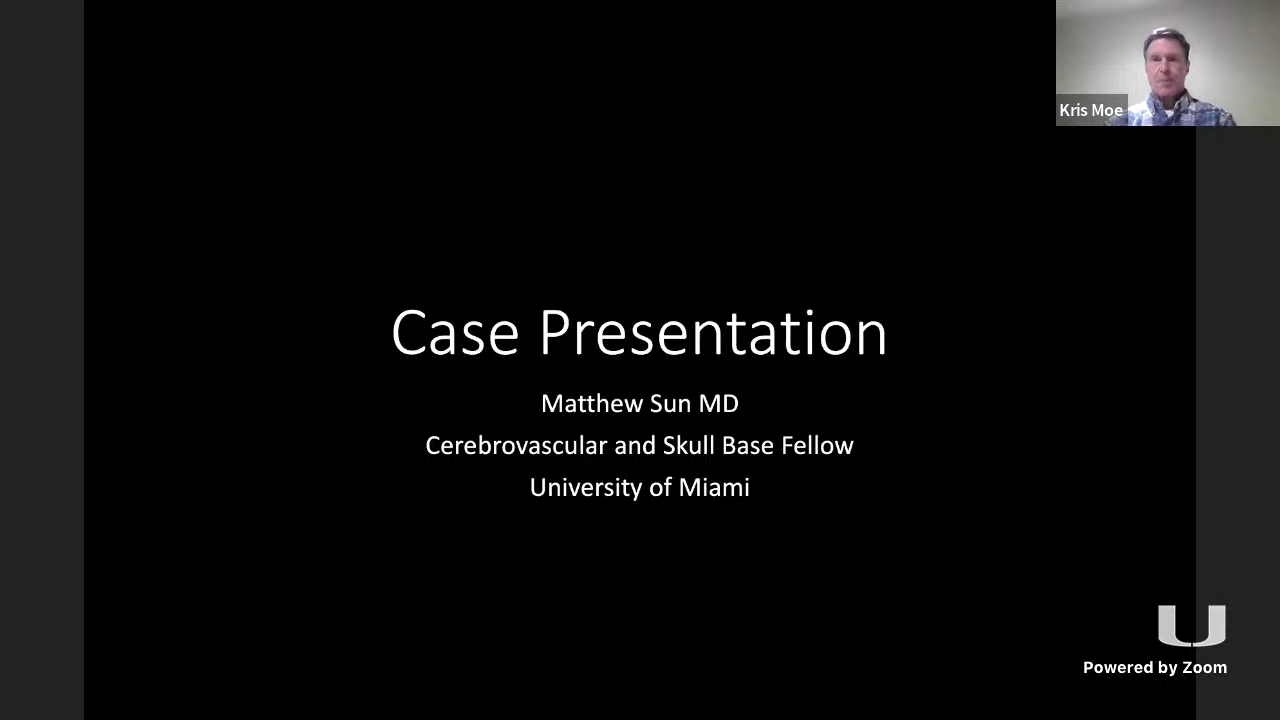 Kris Moe
Case Presentation
Matthew Sun MD
Cerebrovascular and Skull Base Fellow
University of Miami
U
Powered by Zoom